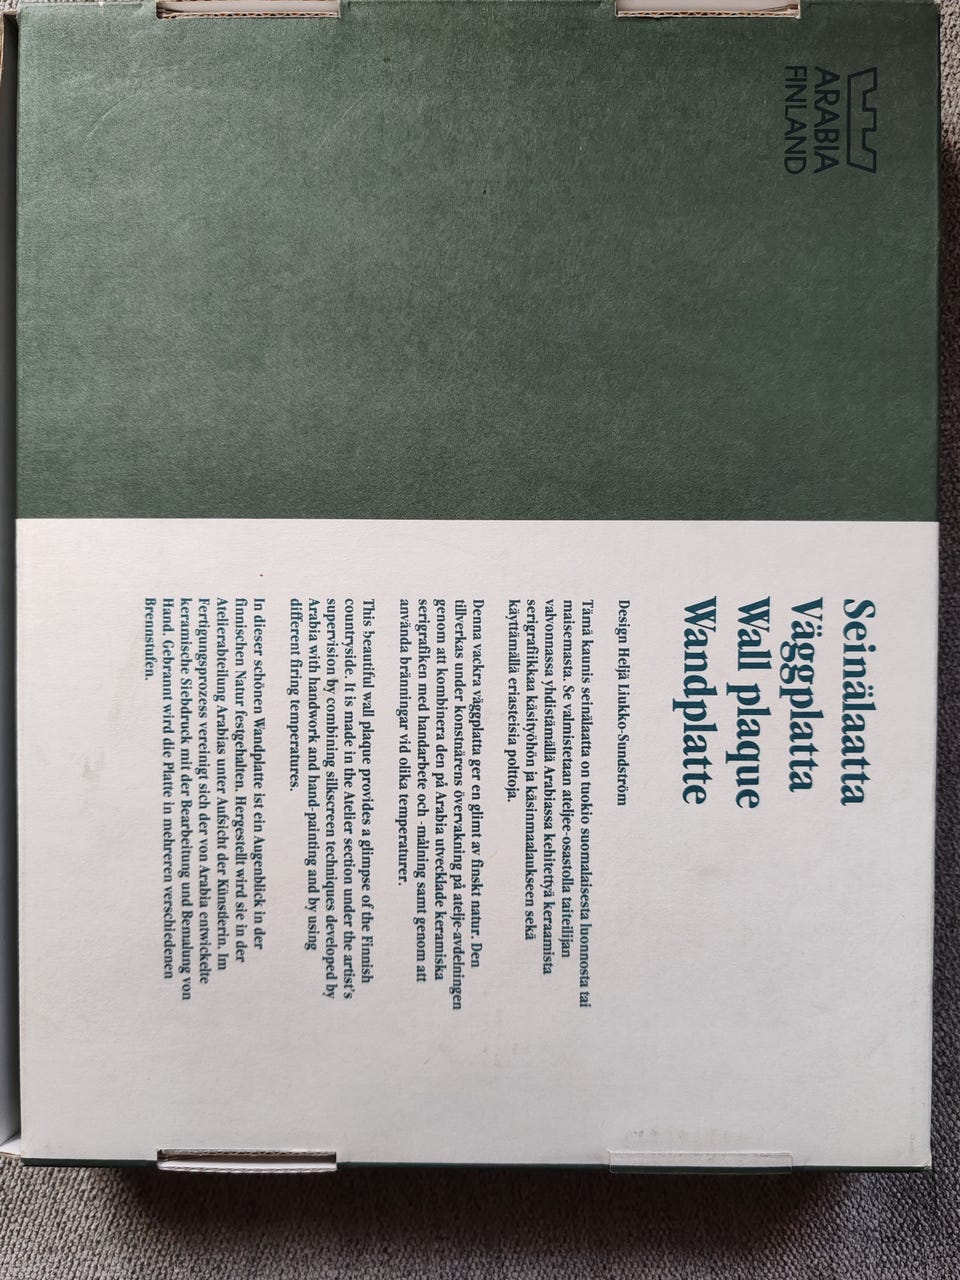 ARABIA
FINLAND
Seinälaatta
Väggplatta
Wall plaque
Wandplatte
Design Heljä Liukko-Sundström
Tämä kaunis seinälaatta on tuokio suomalaisesta luonnosta tai
maisemasta. Se valmistetaan ateljee-osastolla taiteilijan
valvonnassa yhdistämällä Arabiassa kehitettyä keraamista
serigrafiikkaa käsityöhön ja käsinmaalaukseen sekä
käyttämällä eriasteisia polttoja.
Denna vackra väggplatta ger en glimt av finskt natur. Den
tillverkas under konstnärens övervakning på atelje-avdelningen
genom att kombinera den på Arabia utvecklade keramiska
serigrafiken med handarbete och -målning samt genom att
använda bränningar vid olika temperaturer.
This beautiful wall plaque provides a glimpse of the Finnish
countryside. It is made in the Atelier section under the artist's
supervision by combining silkscreen techniques developed by
Arabia with handwork and hand-painting and by using
different firing temperatures.
In dieser schönen Wandplatte ist ein Augenblick in der
finnischen Natur festgehalten. Hergestellt wird sie in der
Atelierabteilung Arabias unter Aufsicht der Künstlerin. Im
Fertigungsprozess vereinigt sich der von Arabia entwickelte
keramische Siebdruck mit der Bearbeitung und Bemalung von
Hand. Gebrannt wird die Platte in mehreren verschiedenen
Brennstufen.